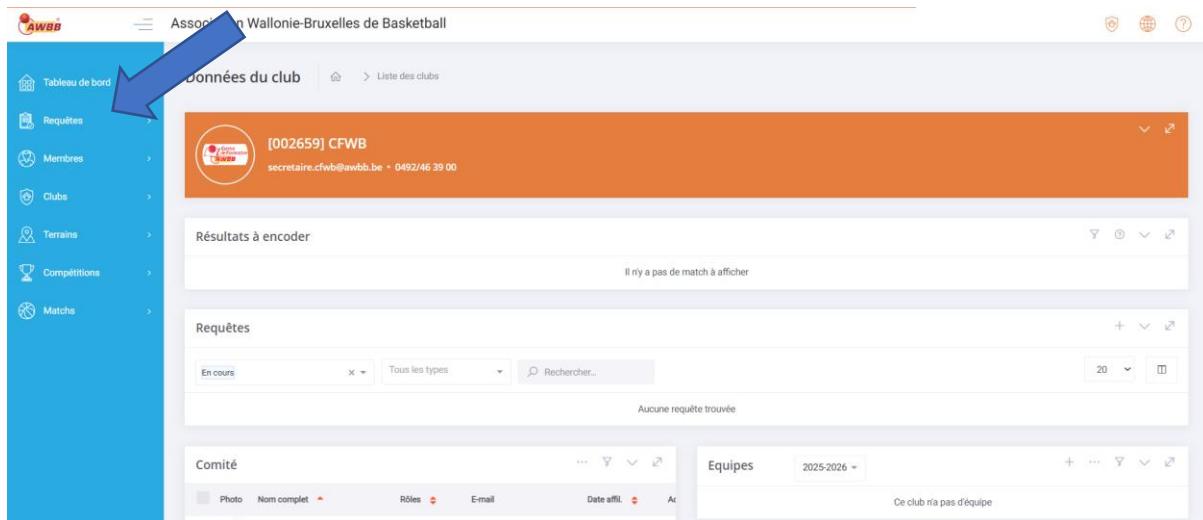 AWBB
Association Wallonie-Bruxelles de Basketball
Tableau de bord
Requêtes
Membres
Clubs
Terrains
Compétitions
Matchs
Données du club > Liste des clubs
[002659] CFWB
secretaire.cfwb@awbb.be • 0492/46 39 00
Résultats à encoder
Il n'y a pas de match à afficher
Requêtes
En cours Tous les types Rechercher... 20
Aucune requête trouvée
Comité
Photo Nom complet Rôles E-mail Date affil.
Equipes 2025-2026
Ce club n'a pas d'équipe